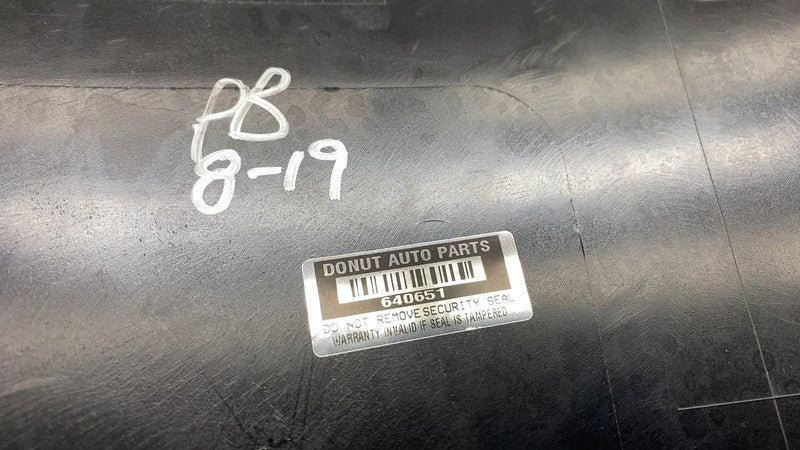 PB
8-19
DONUT AUTO PARTS
640651
DO NOT REMOVE SECURITY SEAL
WARRANTY INVALID IF SEAL IS TAMPERED